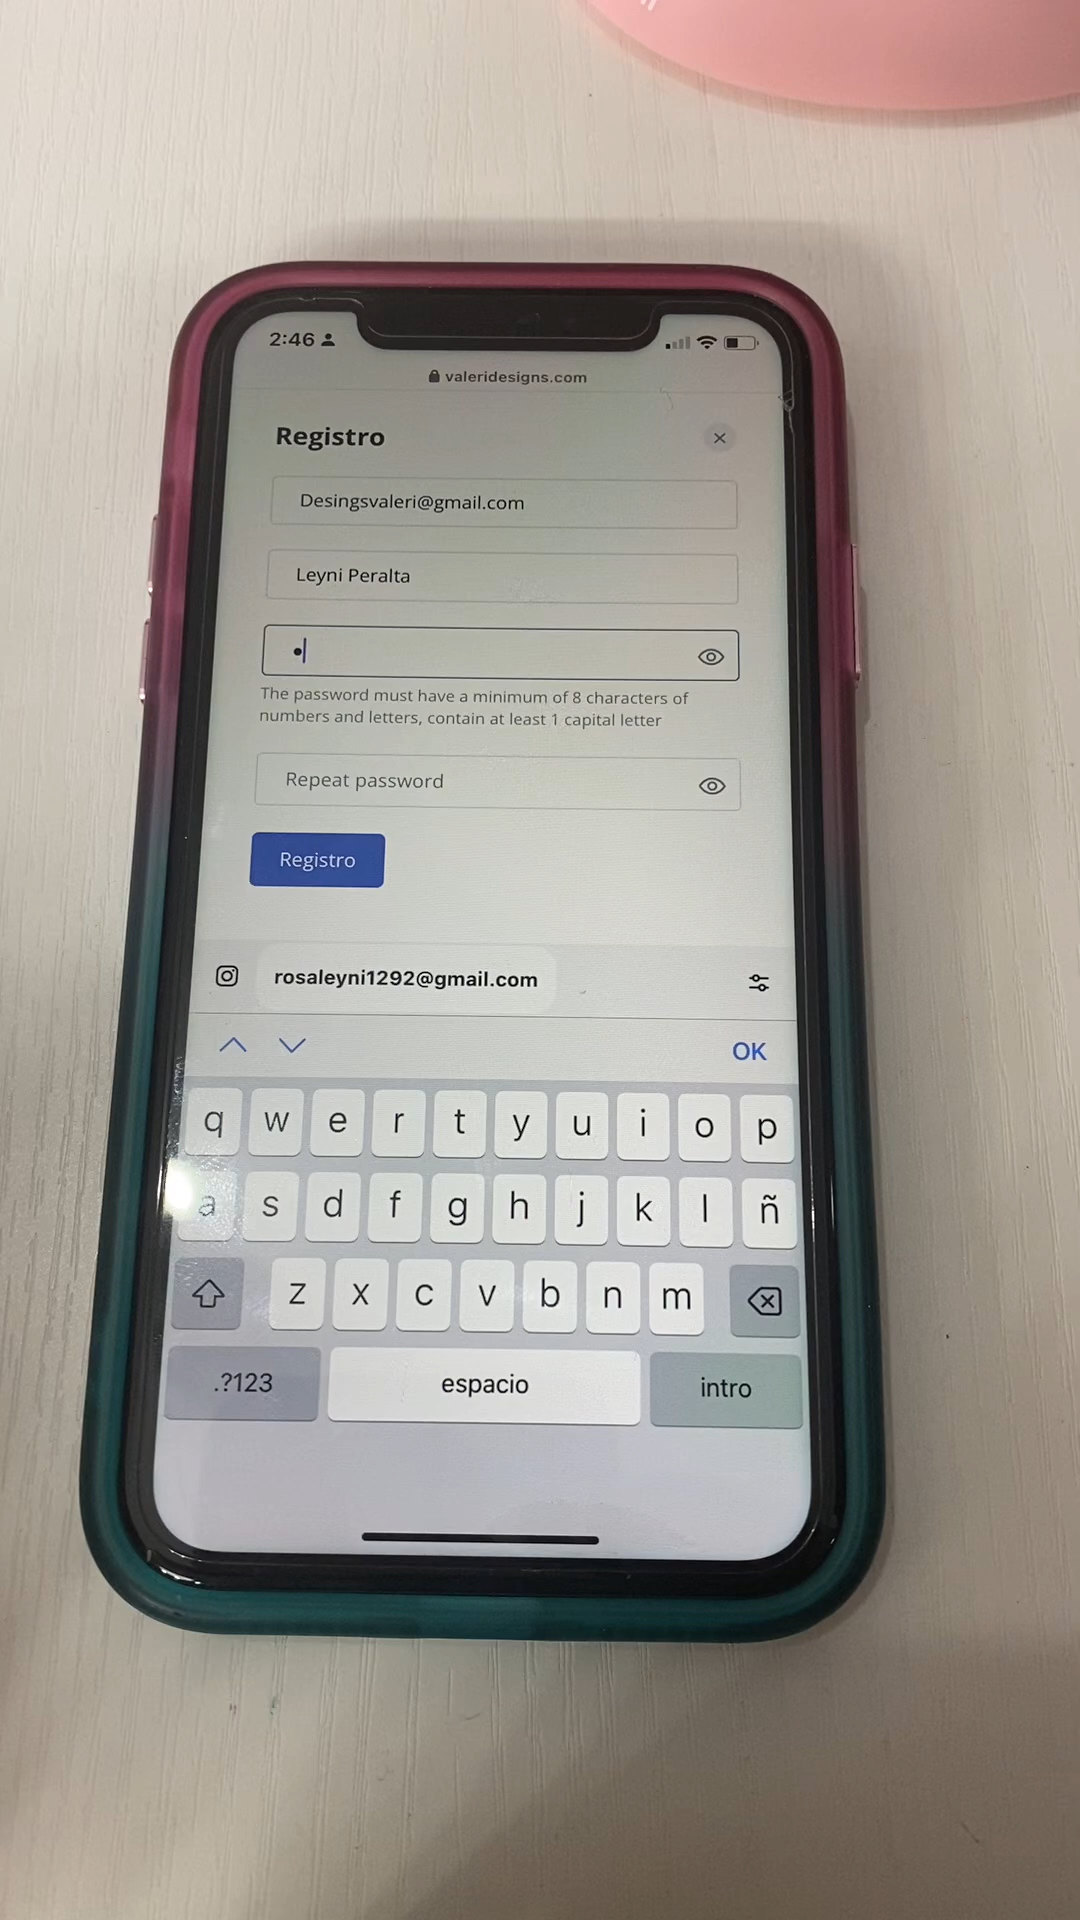 2:46
valeridesigns.com
Registro
Desingsvaleri@gmail.com
Leyni Peralta
The password must have a minimum of 8 characters of
numbers and letters, contain at least 1 capital letter
Repeat password
Registro
rosaleyni1292@gmail.com
OK
q w e r t y u i o p
a s d f g h j k l ñ
z x c v b n m
.?123 espacio intro